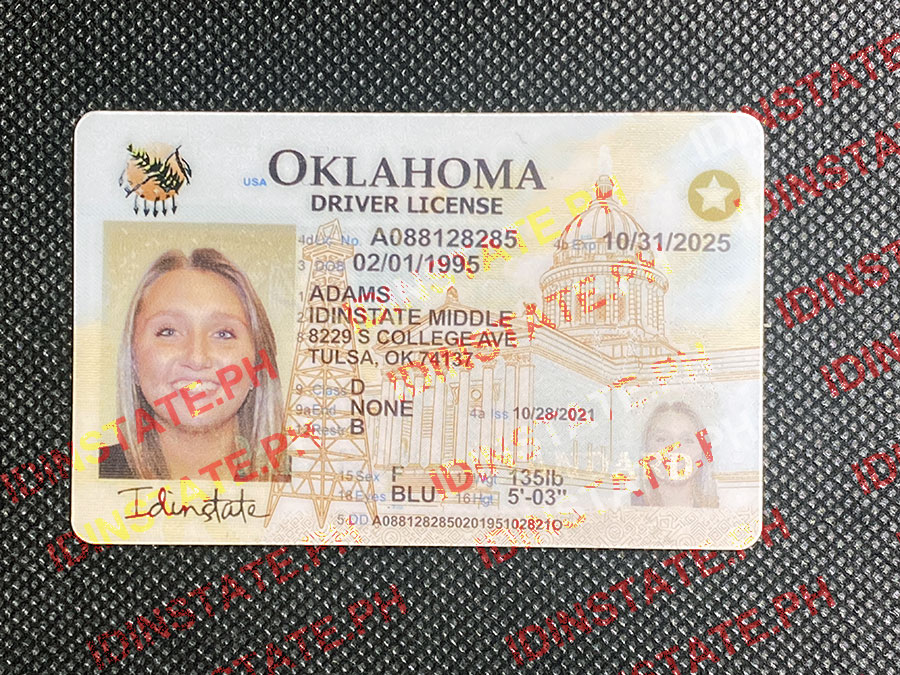 USA OKLAHOMA
DRIVER LICENSE
4d Lic. No. A088128285 4b Exp 10/31/2025
3 DOB 02/01/1995
1 ADAMS
2 IDINSTATE MIDDLE
8 8229 S COLLEGE AVE
TULSA, OK 74137
9 Class D
9a End NONE 4a Iss 10/28/2021
12 Rest B
15 Sex F 17 Wgt 135lb
18 Eyes BLU 16 Hgt 5'-03"
Idinstate
5 DD A0881282850201951028210
IDINSTATE.PH
IDINSTATE.PH
IDINSTATE.PH
IDINSTATE.PH
IDINSTATE.PH
IDINSTATE.PH
IDINSTATE.PH
IDINSTATE.PH